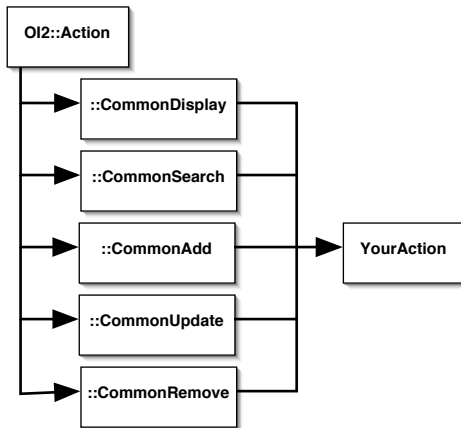 OI2::Action
::CommonDisplay
::CommonSearch
::CommonAdd
YourAction
::CommonUpdate
::CommonRemove